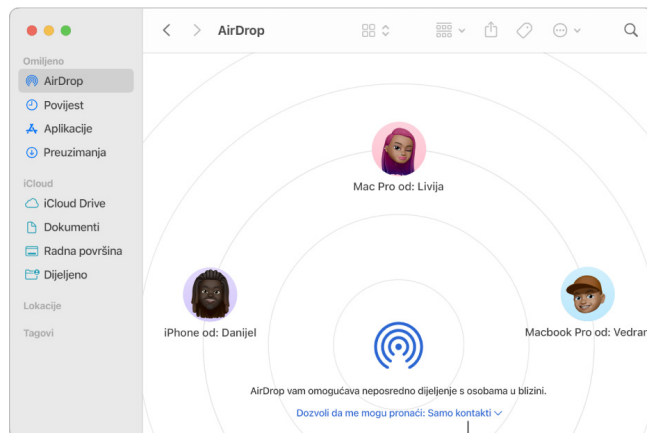 AirDrop
Omiljeno
AirDrop
Povijest
Aplikacije
Preuzimanja
iCloud
iCloud Drive
Dokumenti
Radna površina
Dijeljeno
Lokacije
Tagovi
Mac Pro od: Livija
iPhone od: Danijel
Macbook Pro od: Vedran
AirDrop vam omogućava neposredno dijeljenje s osobama u blizini.
Dozvoli da me mogu pronaći: Samo kontakti